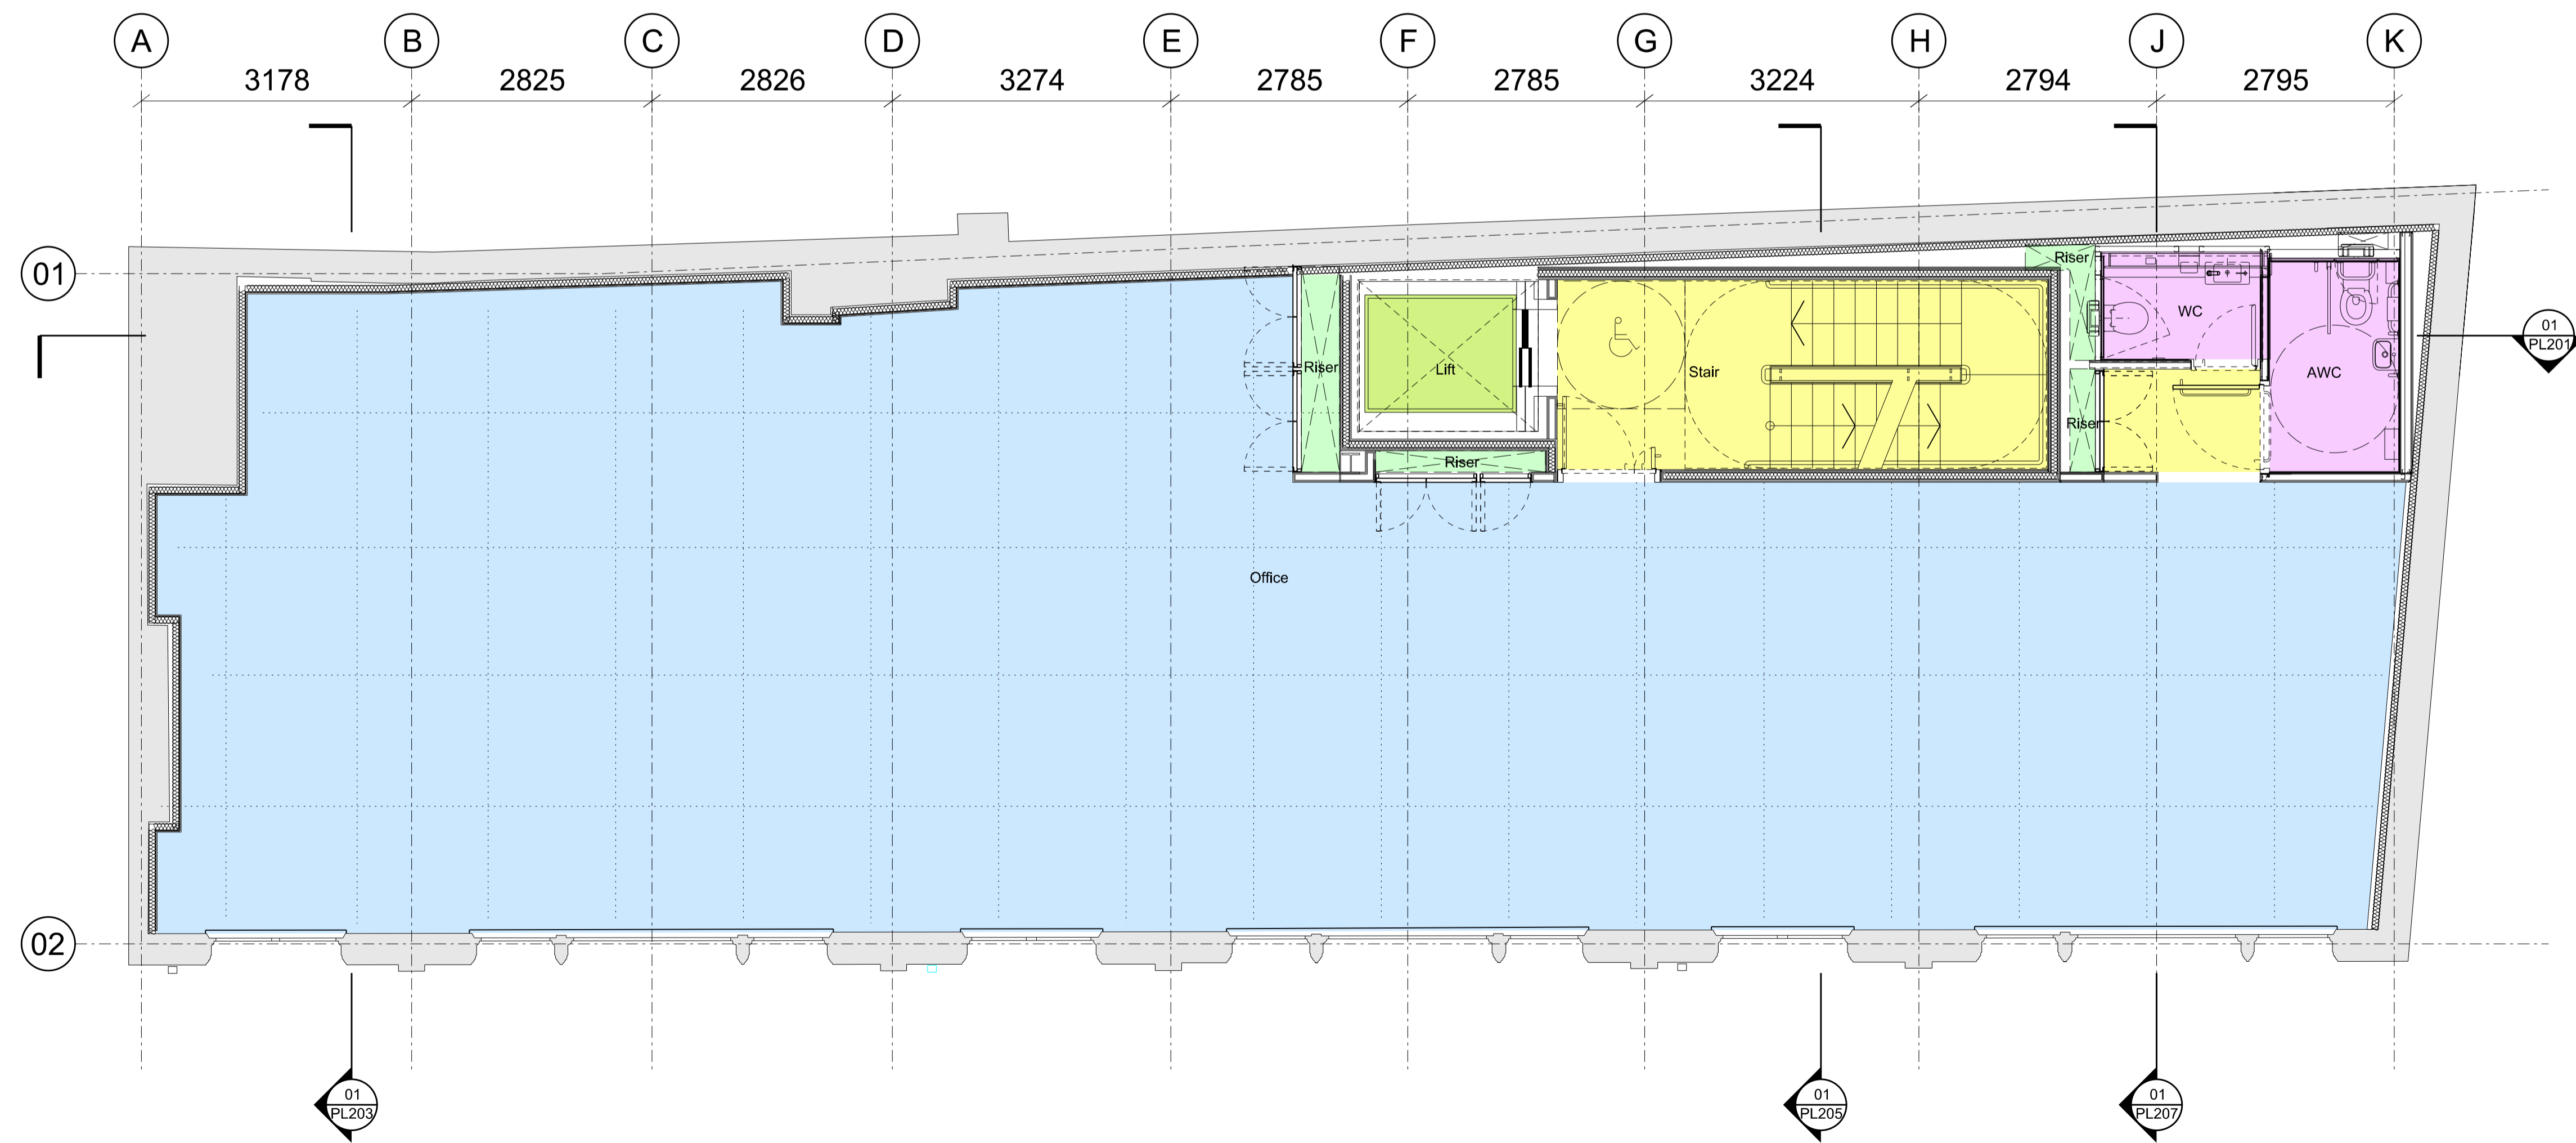 A B C D E F G H J K
3178 2825 2826 3274 2785 2785 3224 2794 2795
01
Riser
WC
01
PL201
Riser
Lift
Stair
AWC
Riser
Riser
Office
02
01
PL203
01
PL205
01
PL207